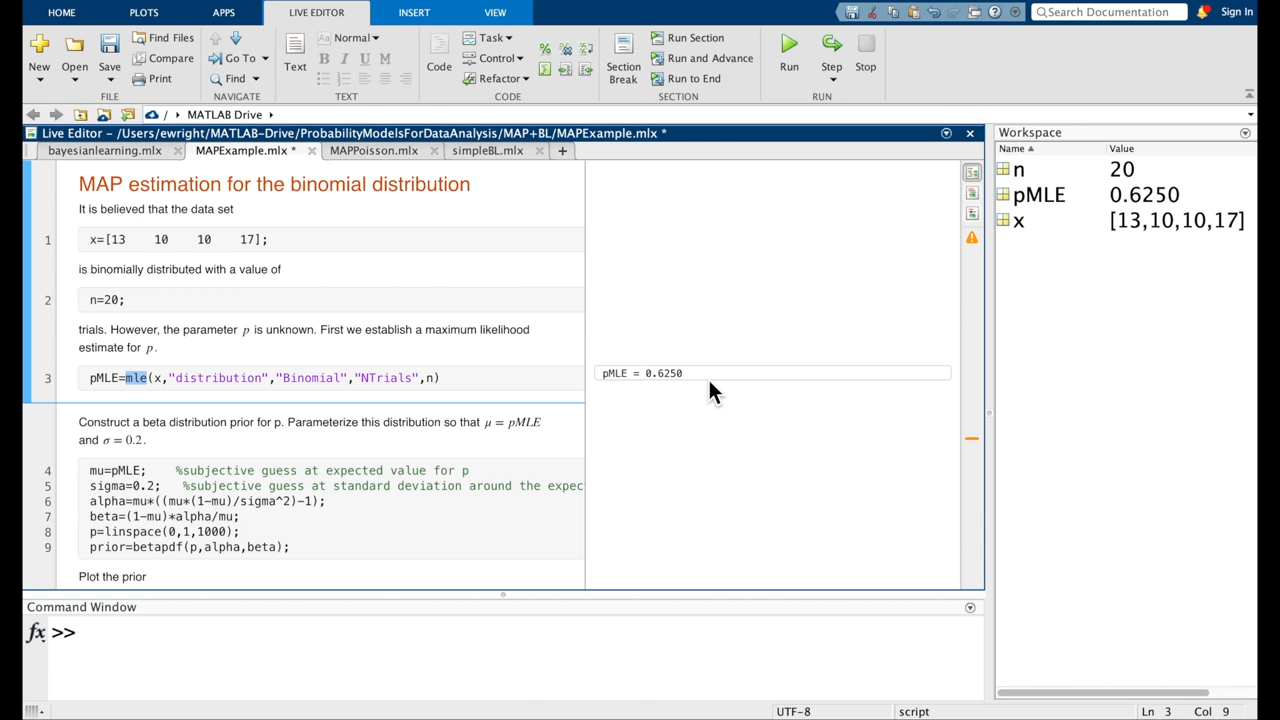 HOME PLOTS APPS LIVE EDITOR INSERT VIEW Search Documentation Sign In
New Open Save Find Files Compare Print
Go To Find
Text Normal
B I U M
Code Task Control Refactor
Section Break Run Section Run and Advance Run to End
Run Step Stop
FILE NAVIGATE TEXT CODE SECTION RUN
/ MATLAB Drive
Live Editor – /Users/ewright/MATLAB-Drive/ProbabilityModelsForDataAnalysis/MAP+BL/MAPExample.mlx *
bayesianlearning.mlx MAPExample.mlx * MAPPoisson.mlx simpleBL.mlx +
MAP estimation for the binomial distribution
It is believed that the data set
1 x=[13 10 10 17];
is binomially distributed with a value of
2 n=20;
trials. However, the parameter p is unknown. First we establish a maximum likelihood
estimate for p.
3 pMLE=mle(x,"distribution","Binomial","NTrials",n)
pMLE = 0.6250
Construct a beta distribution prior for p. Parameterize this distribution so that μ = pMLE
and σ = 0.2.
4 mu=pMLE; %subjective guess at expected value for p
5 sigma=0.2; %subjective guess at standard deviation around the expec
6 alpha=mu*((mu*(1-mu)/sigma^2)-1);
7 beta=(1-mu)*alpha/mu;
8 p=linspace(0,1,1000);
9 prior=betapdf(p,alpha,beta);
Plot the prior
Workspace
Name Value
n 20
pMLE 0.6250
x [13,10,10,17]
Command Window
fx >>
UTF-8 script Ln 3 Col 9